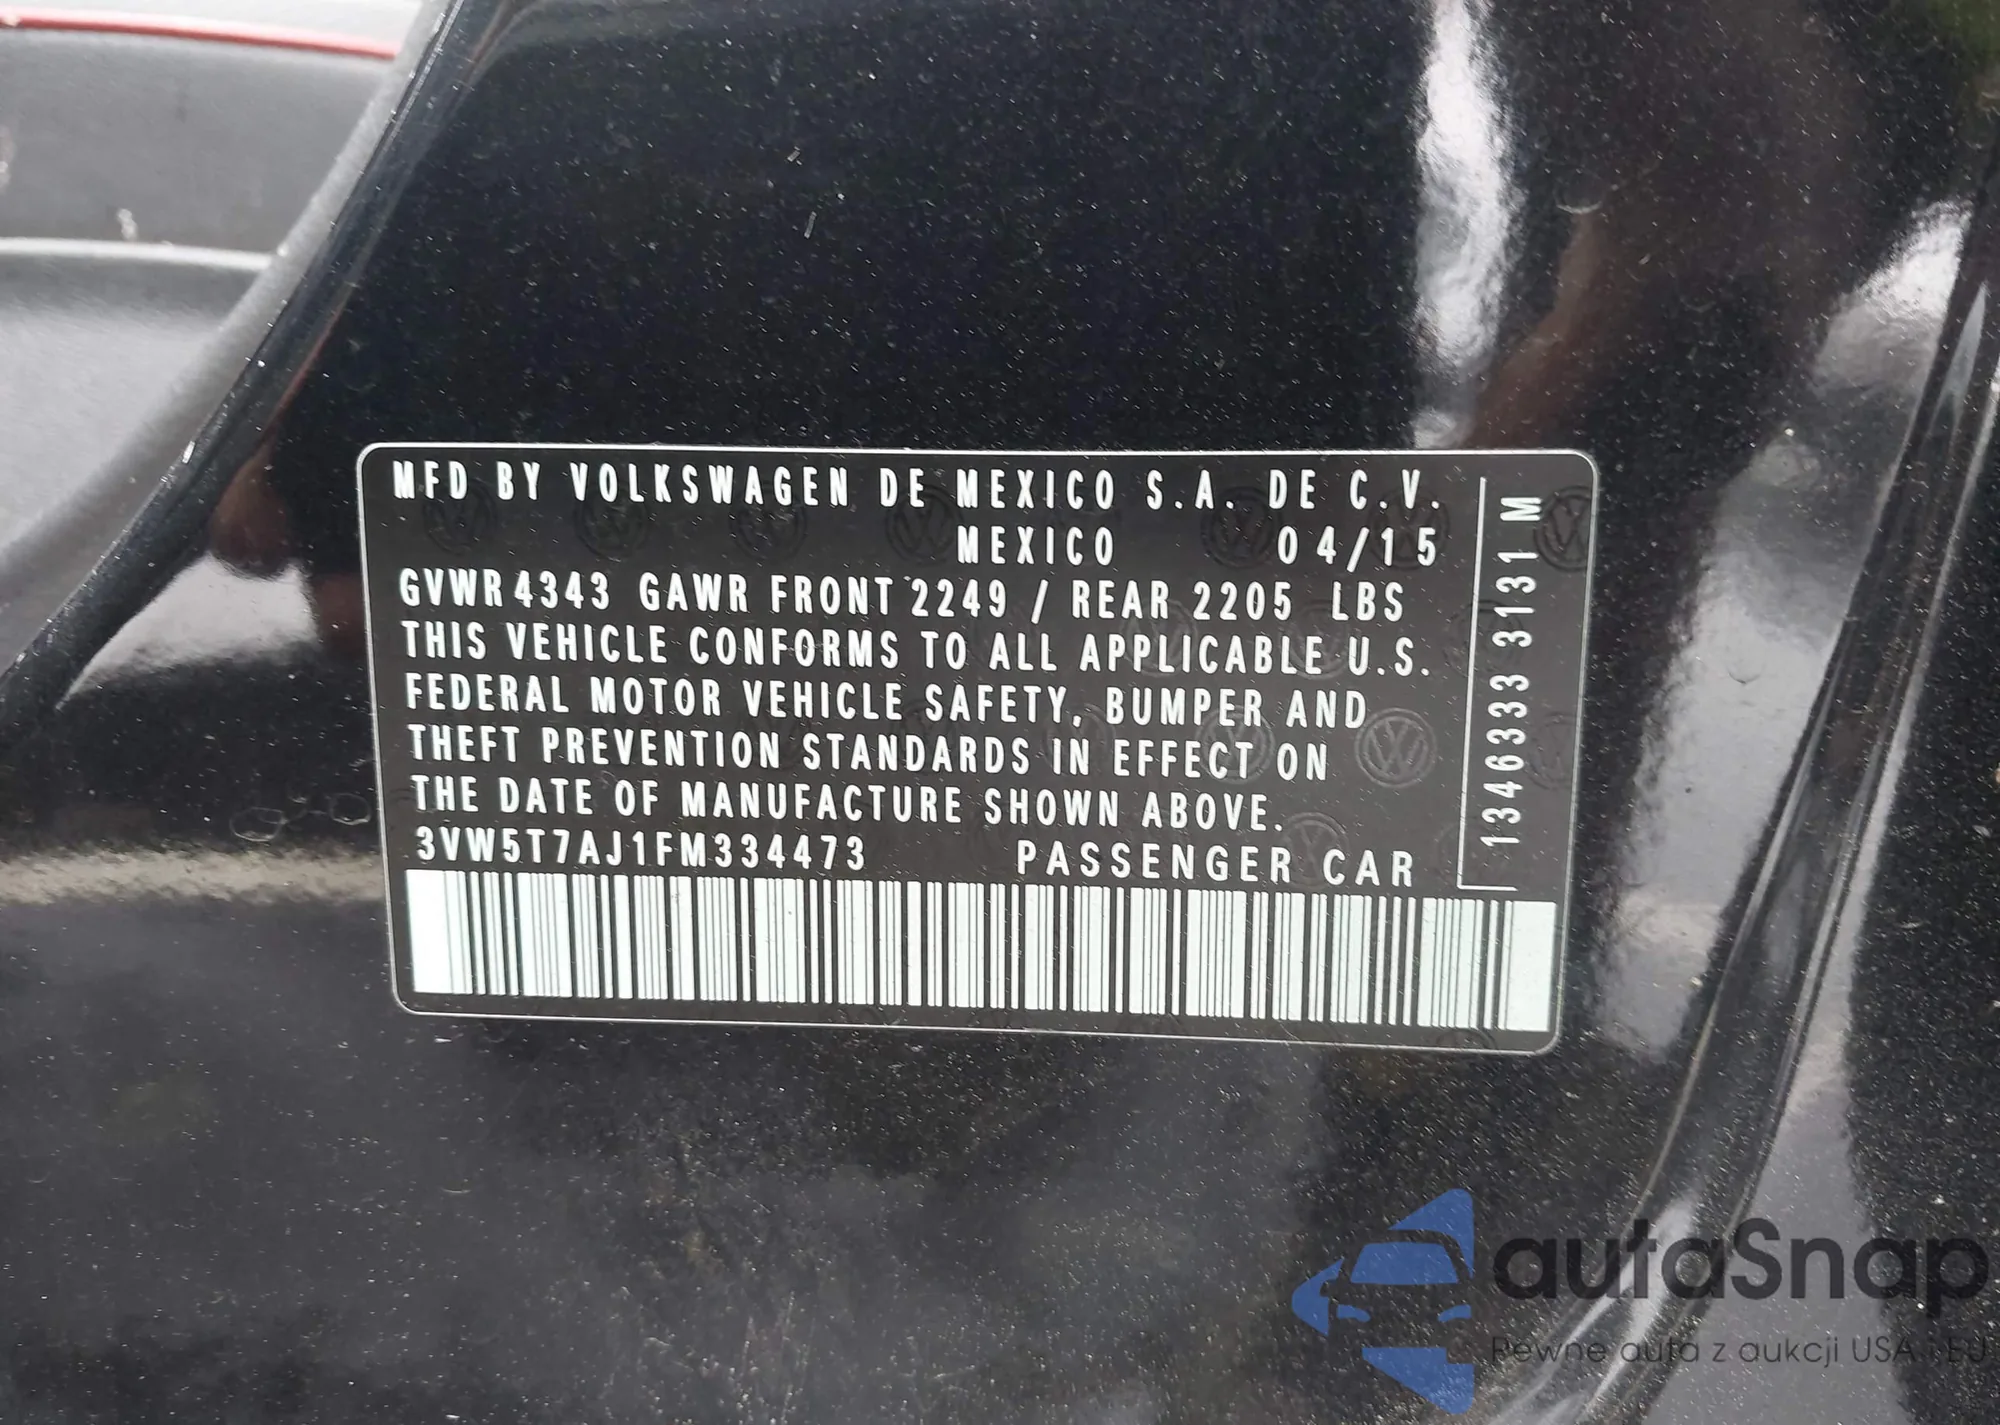 MFD BY VOLKSWAGEN DE MEXICO S.A. DE C.V.
MEXICO 04/15
GVWR 4343 GAWR FRONT 2249 / REAR 2205 LBS
THIS VEHICLE CONFORMS TO ALL APPLICABLE U.S.
FEDERAL MOTOR VEHICLE SAFETY, BUMPER AND
THEFT PREVENTION STANDARDS IN EFFECT ON
THE DATE OF MANUFACTURE SHOWN ABOVE.
3VW5T7AJ1FM334473 PASSENGER CAR
13463333131 M
autaSnap
Pewne auta z aukcji USA i EU